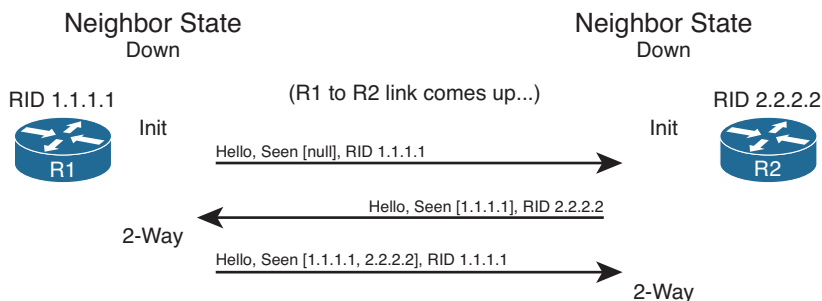 Neighbor State
Down
Neighbor State
Down
RID 1.1.1.1
(R1 to R2 link comes up...)
RID 2.2.2.2
Init
Init
R1
R2
Hello, Seen [null], RID 1.1.1.1
Hello, Seen [1.1.1.1], RID 2.2.2.2
2-Way
Hello, Seen [1.1.1.1, 2.2.2.2], RID 1.1.1.1
2-Way